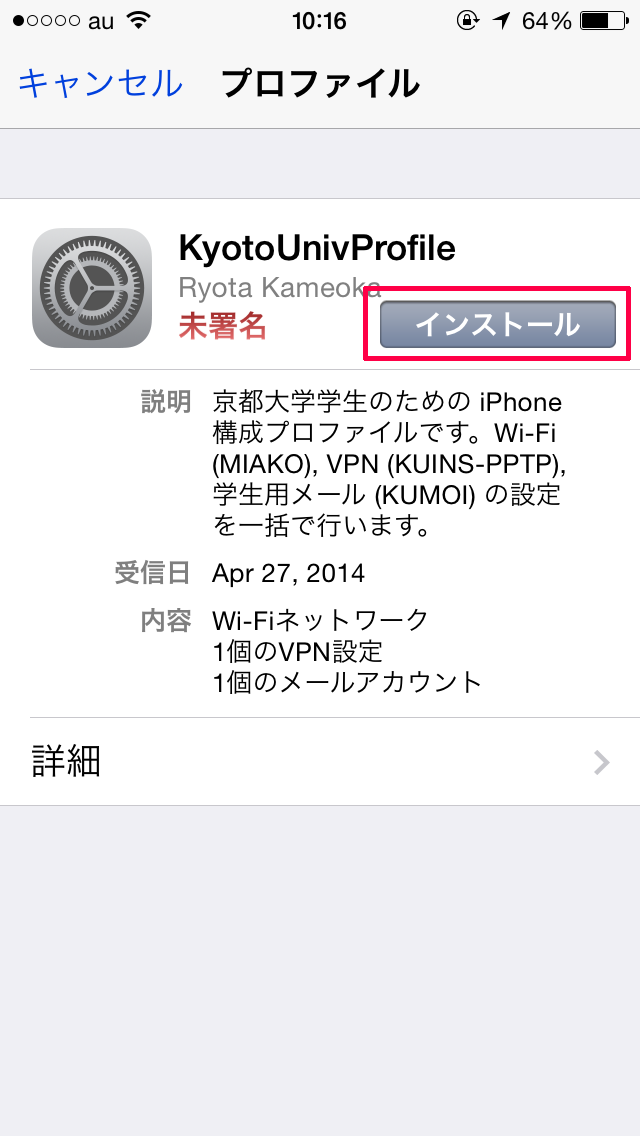 au 10:16 64%
キャンセル プロファイル
KyotoUnivProfile
Ryota Kameoka
未署名 インストール
説明 京都大学学生のための iPhone
構成プロファイルです。Wi-Fi
(MIAKO), VPN (KUINS-PPTP),
学生用メール (KUMOI) の設定
を一括で行います。
受信日 Apr 27, 2014
内容 Wi-Fiネットワーク
1個のVPN設定
1個のメールアカウント
詳細